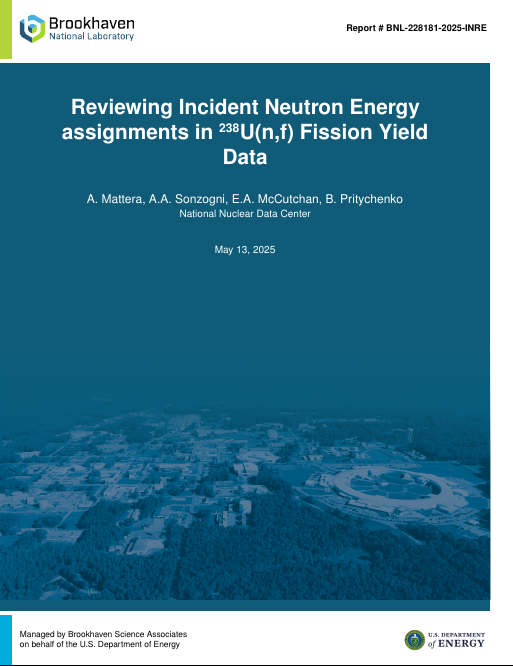 Brookhaven
National Laboratory
Report # BNL-228181-2025-INRE
Reviewing Incident Neutron Energy
assignments in ²³⁸U(n,f) Fission Yield
Data
A. Mattera, A.A. Sonzogni, E.A. McCutchan, B. Pritychenko
National Nuclear Data Center
May 13, 2025
Managed by Brookhaven Science Associates
on behalf of the U.S. Department of Energy
U.S. DEPARTMENT
of ENERGY